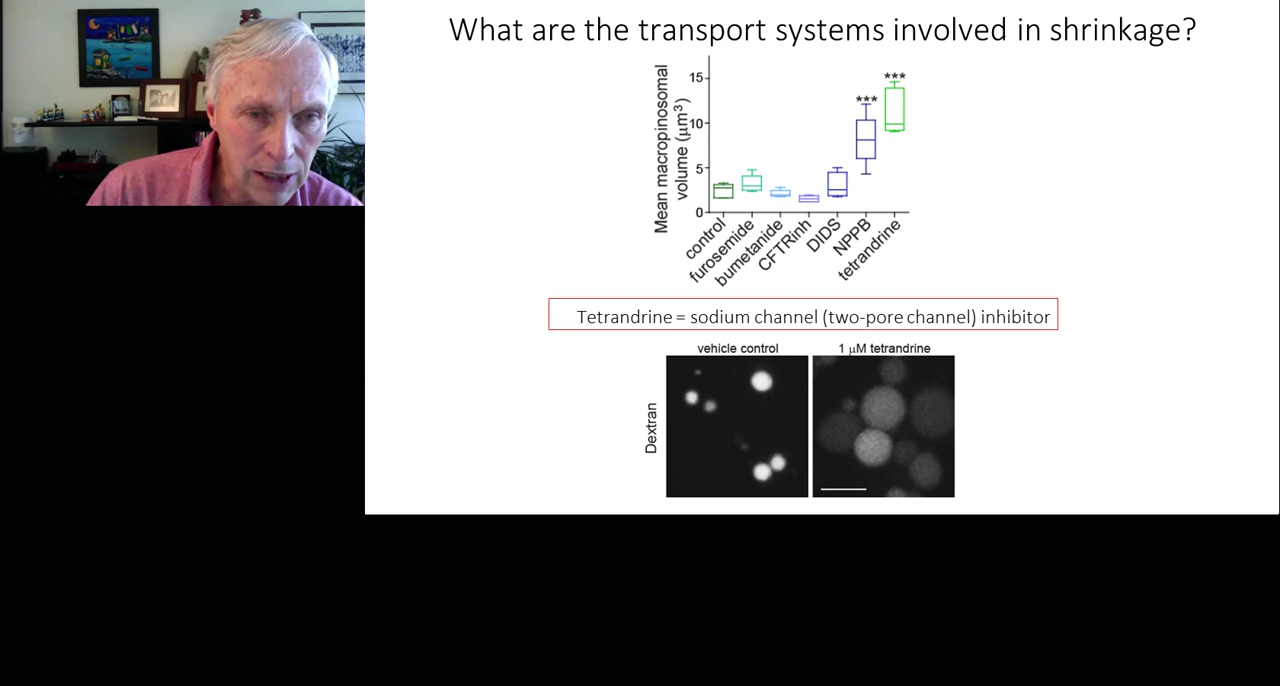 What are the transport systems involved in shrinkage?
Mean macropinosomal
volume (μm³)
15
10
5
0
***
***
control
furosemide
bumetanide
CFTRinh
DIDS
NPPB
tetrandrine
Tetrandrine = sodium channel (two-pore channel) inhibitor
vehicle control
1 μM tetrandrine
Dextran